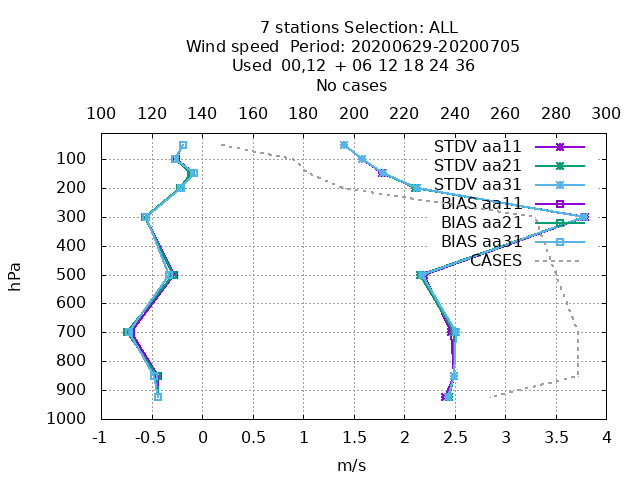 7 stations Selection: ALL
Wind speed  Period: 20200629-20200705
Used  00,12  + 06 12 18 24 36
No cases
100 120 140 160 180 200 220 240 260 280 300
STDV aa11
STDV aa21
STDV aa31
BIAS aa11
BIAS aa21
BIAS aa31
CASES
100
200
300
400
500
600
700
800
900
1000
hPa
-1 -0.5 0 0.5 1 1.5 2 2.5 3 3.5 4
m/s